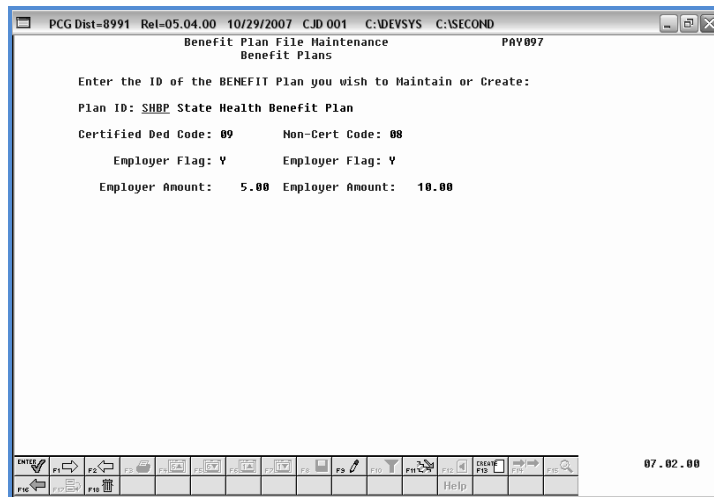 PCG Dist=8991 Rel=05.04.00 10/29/2007 CJD 001 C:\DEVSYS C:\SECOND
Benefit Plan File Maintenance PAY097
Benefit Plans
Enter the ID of the BENEFIT Plan you wish to Maintain or Create:
Plan ID: SHBP State Health Benefit Plan
Certified Ded Code: 09 Non-Cert Code: 08
Employer Flag: Y Employer Flag: Y
Employer Amount: 5.00 Employer Amount: 10.00
ENTER F1 F2 F3 F4 F5 F6 F7 F8 F9 F10 F11 F12 CREATE F13 F14 F15 07.02.00
F16 F17 F18 Help